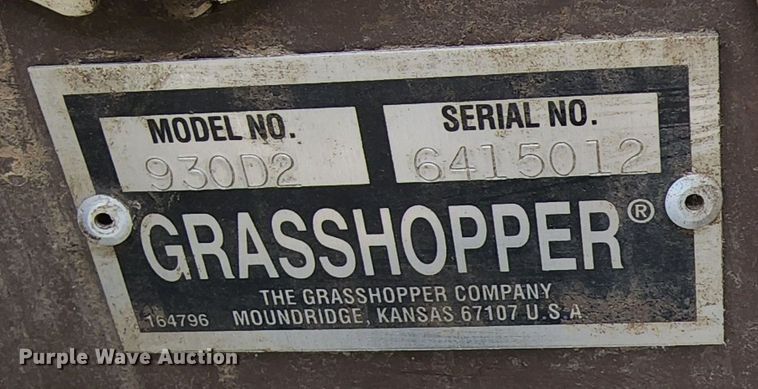 MODEL NO. SERIAL NO.
930D2 6415012
GRASSHOPPER®
THE GRASSHOPPER COMPANY
164796 MOUNDRIDGE, KANSAS 67107 U.S.A
Purple Wave Auction